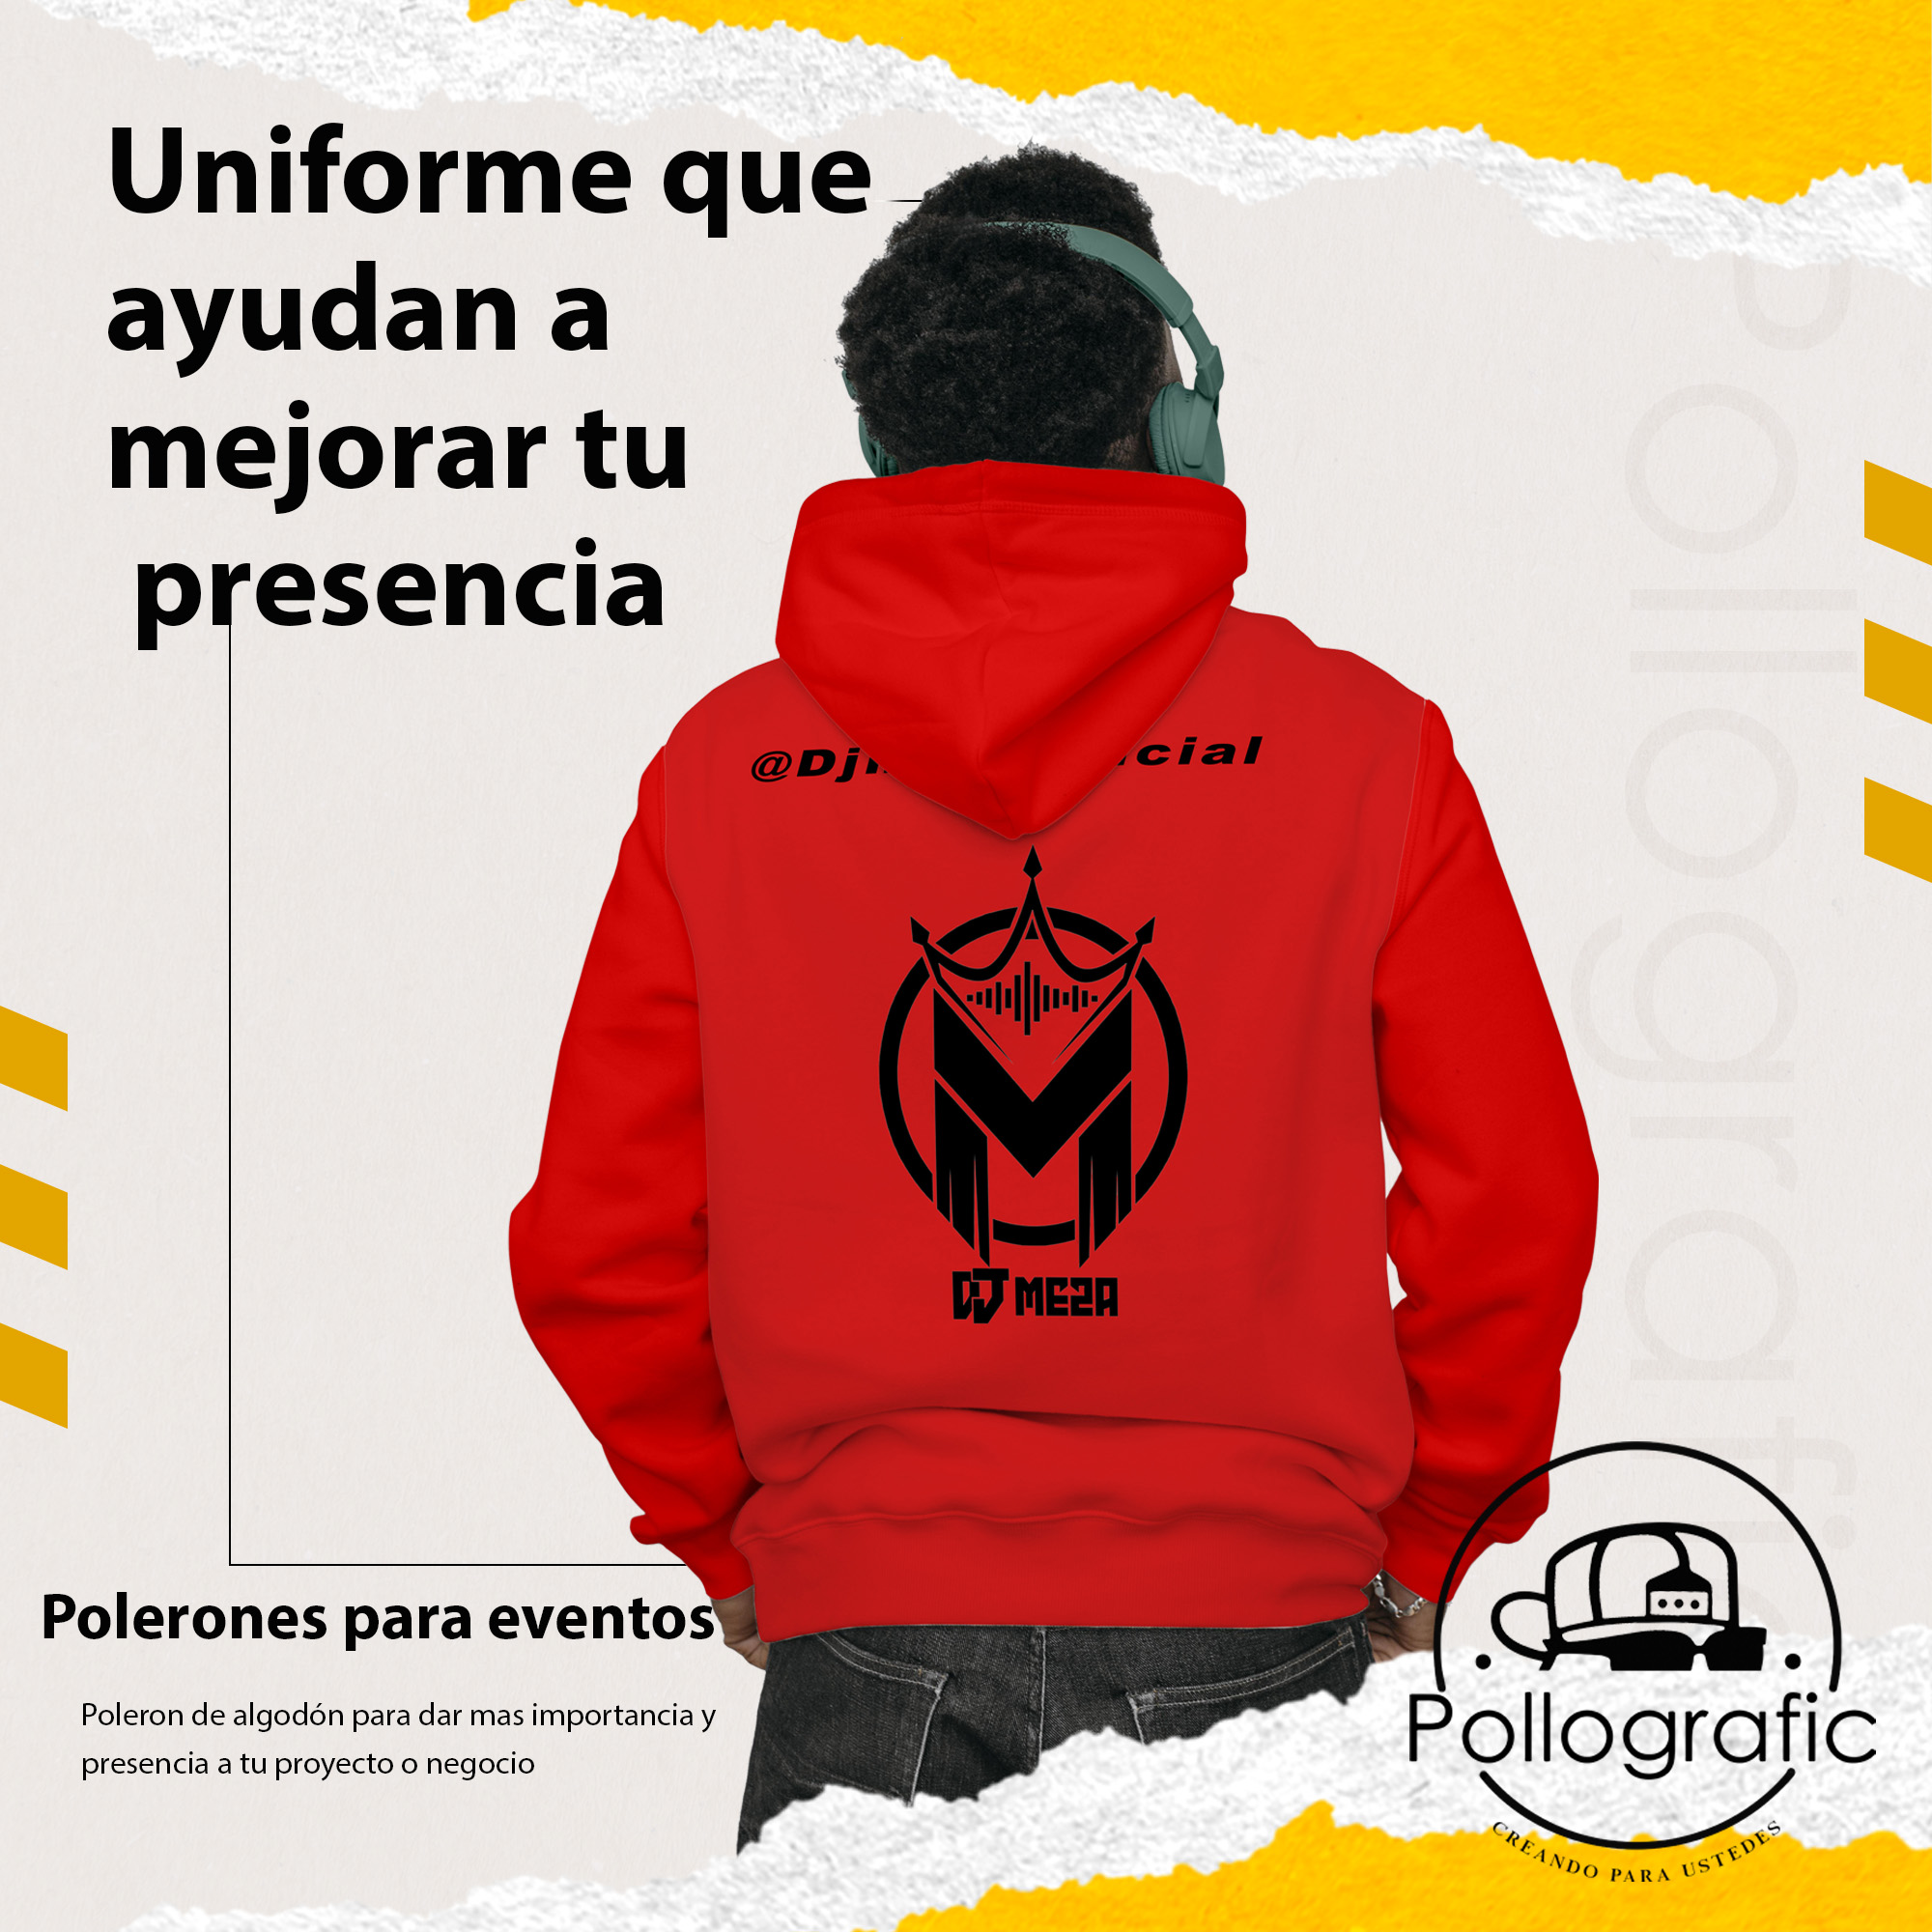 Uniforme que
ayudan a
mejorar tu
presencia
DJ MEZA
Polerones para eventos
Poleron de algodón para dar mas importancia y
presencia a tu proyecto o negocio
Pollografic
CREANDO PARA USTEDES